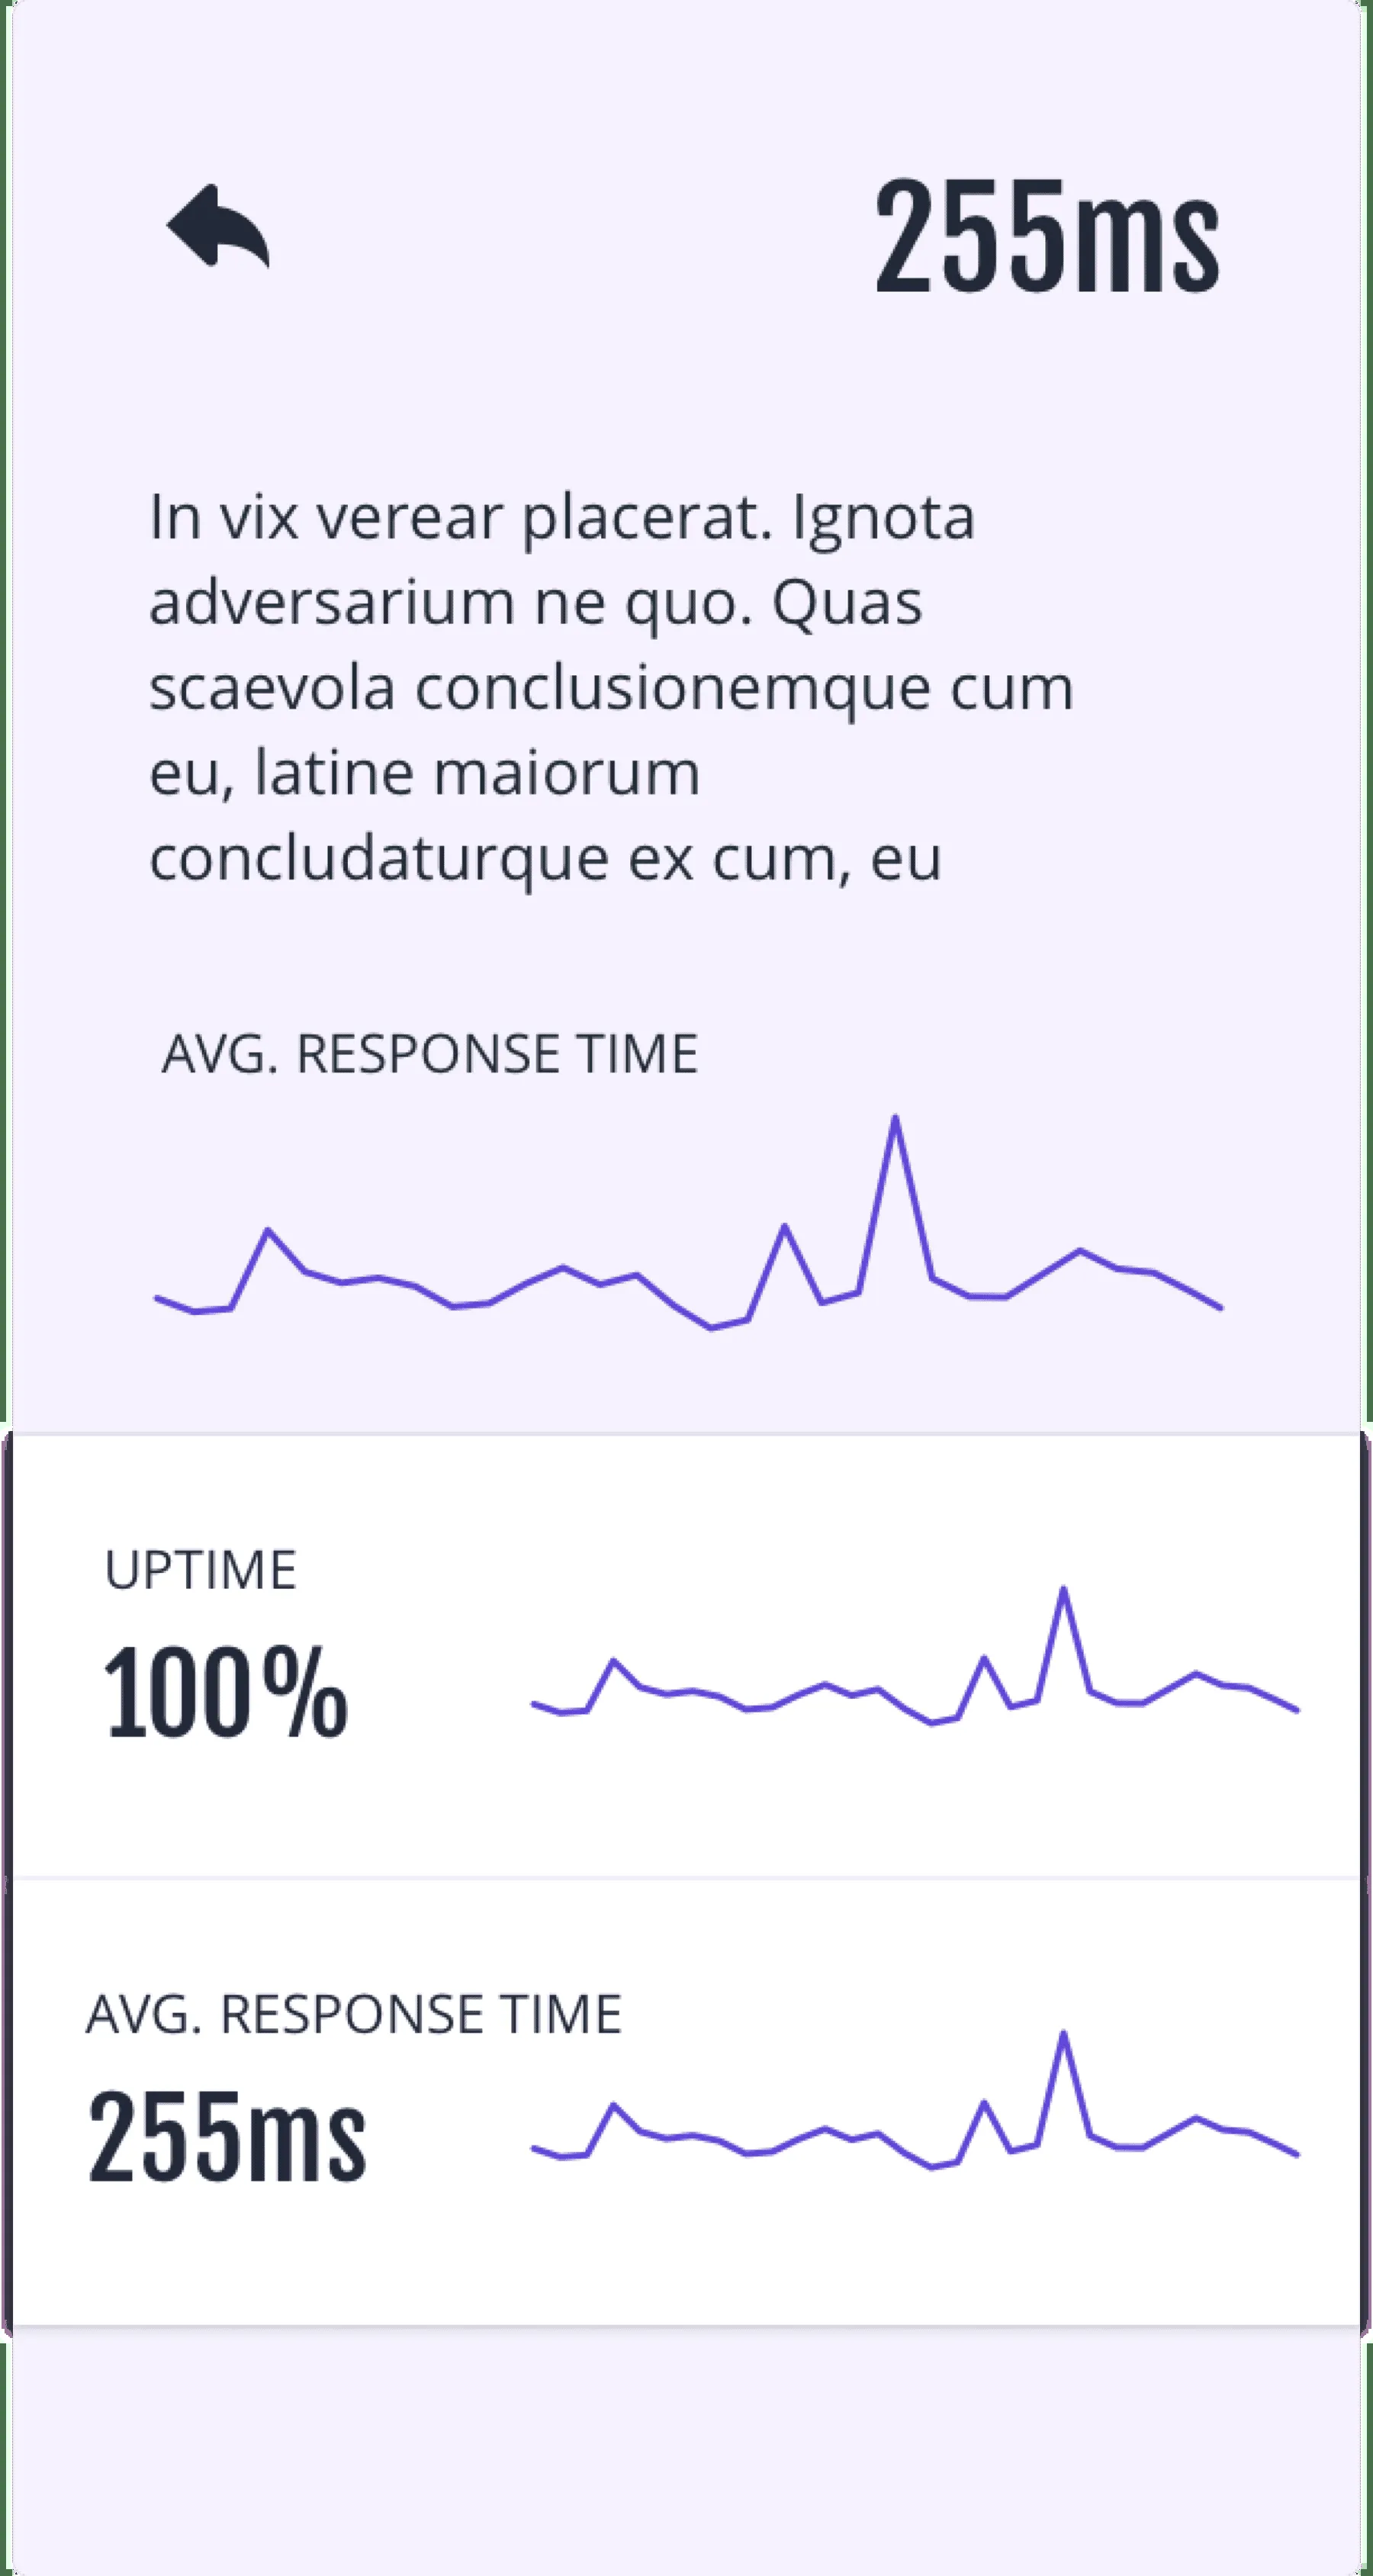 255ms
In vix verear placerat. Ignota
adversarium ne quo. Quas
scaevola conclusionemque cum
eu, latine maiorum
concludaturque ex cum, eu
AVG. RESPONSE TIME
UPTIME
100%
AVG. RESPONSE TIME
255ms